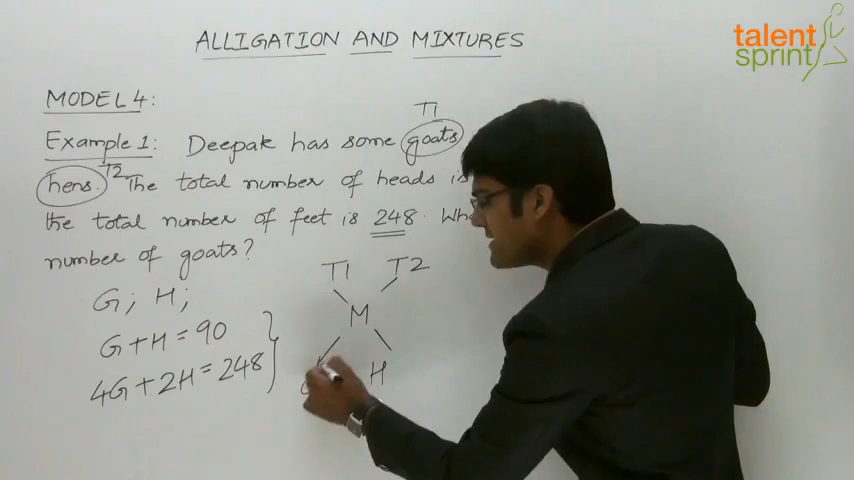 talent
sprint
ALLIGATION AND MIXTURES
MODEL 4:
T1
Example 1: Deepak has some goats
hens. T2 The total number of heads is
the total number of feet is 248.
number of goats?
T1 T2
G; H;
M
G+H=90
4G+2H=248
H